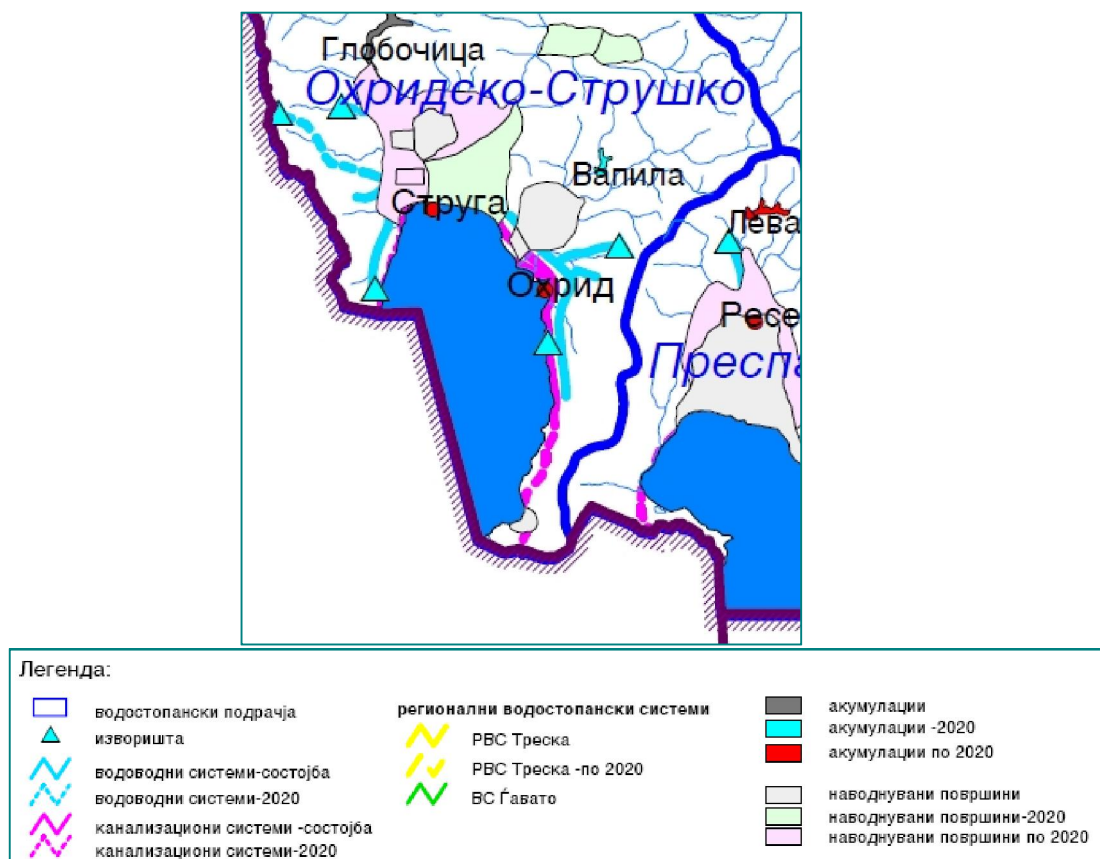 Глобочица
Охридско-Струшко
Вапила
Струга
Лева
Охрид
Ресе
Преспа
Легенда:
водостопански подрачја
изворишта
водоводни системи-состојба
водоводни системи-2020
канализациони системи -состојба
канализациони системи-2020
регионални водостопански системи
РВС Треска
РВС Треска -по 2020
ВС Ѓавато
акумулации
акумулации -2020
акумулации по 2020
наводнувани површини
наводнувани површини-2020
наводнувани површини по 2020